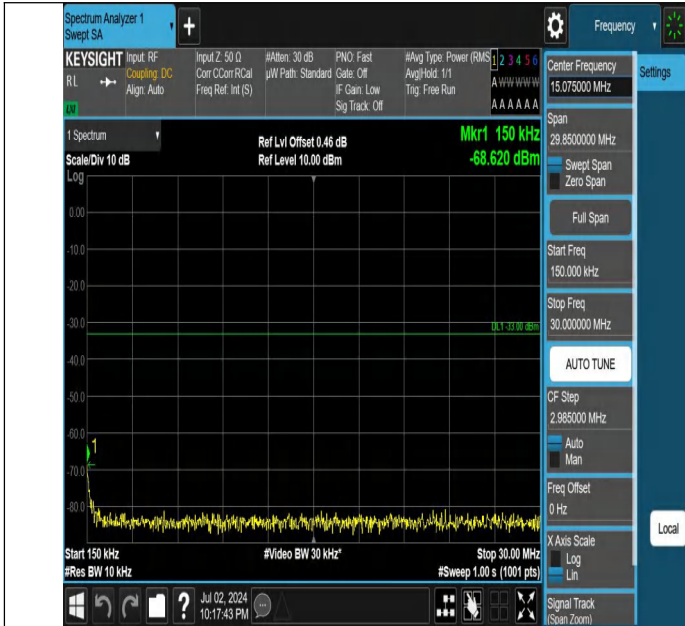 Spectrum Analyzer 1
Swept SA
+
Frequency
KEYSIGHT
RL
Input: RF
Coupling: DC
Align: Auto
Input Z: 50 Ω
Corr CCorr RCal
Freq Ref: Int (S)
#Atten: 30 dB
µW Path: Standard
PNO: Fast
Gate: Off
IF Gain: Low
Sig Track: Off
#Avg Type: Power (RMS
Avg|Hold: 1/1
Trig: Free Run
1 2 3 4 5 6
A W W W W W
A A A A A A
1 Spectrum
Scale/Div 10 dB
Log
Ref Lvl Offset 0.46 dB
Ref Level 10.00 dBm
Mkr1 150 kHz
-68.620 dBm
0.00
-10.0
-20.0
-30.0
-40.0
-50.0
-60.0
-70.0
-80.0
DL1 -33.00 dBm
1
Start 150 kHz
#Res BW 10 kHz
#Video BW 30 kHz*
Stop 30.00 MHz
#Sweep 1.00 s (1001 pts)
?
Jul 02, 2024
10:17:43 PM
Center Frequency
15.075000 MHz
Span
29.8500000 MHz
Swept Span
Zero Span
Full Span
Start Freq
150.000 kHz
Stop Freq
30.000000 MHz
AUTO TUNE
CF Step
2.985000 MHz
Auto
Man
Freq Offset
0 Hz
X Axis Scale
Log
Lin
Signal Track
(Span Zoom)
Settings
Local